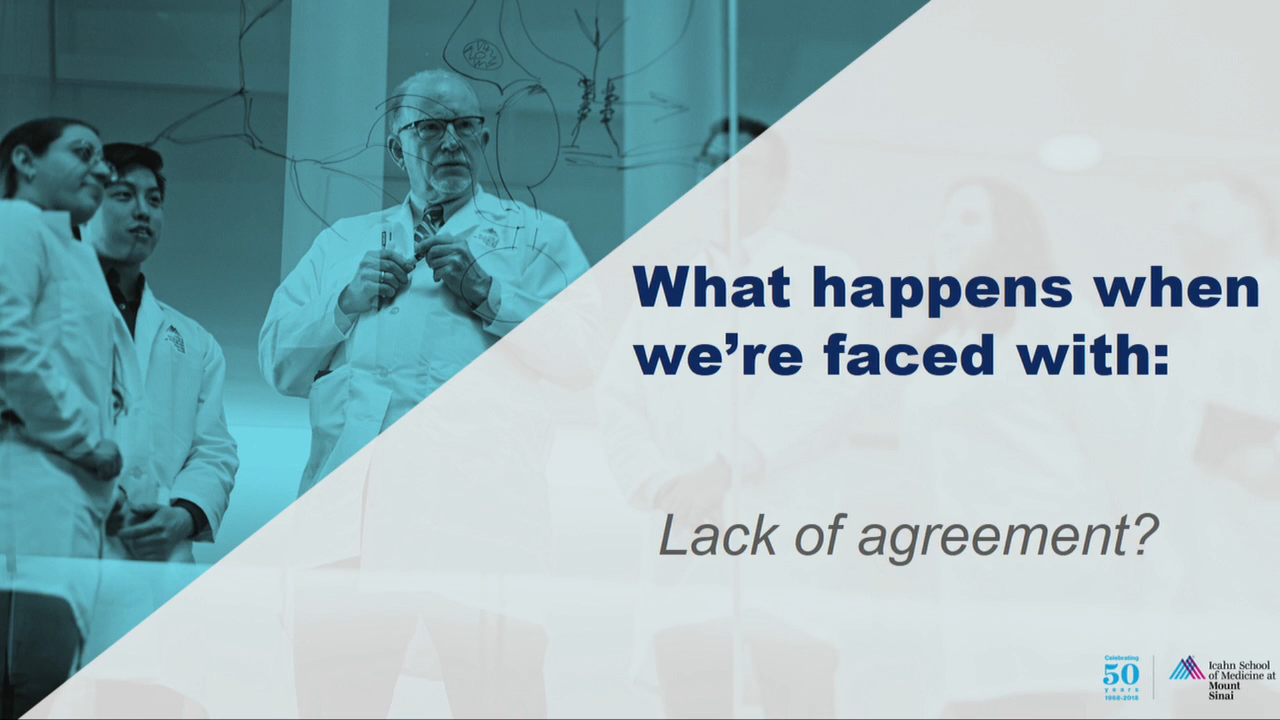 What happens when
we're faced with:
Lack of agreement?
Celebrating
50
years
1968-2018
Icahn School
of Medicine at
Mount
Sinai